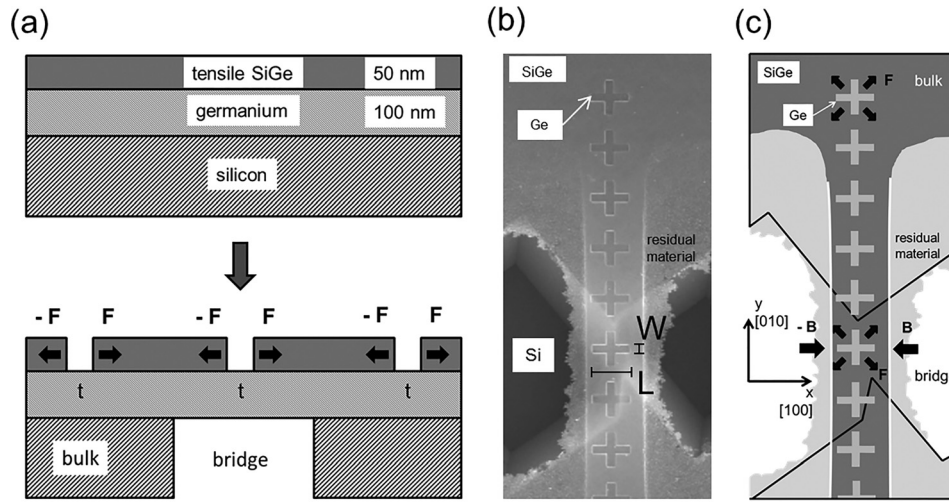 (a)
tensile SiGe
50 nm
germanium
100 nm
silicon
- F
F
- F
F
- F
F
t
t
t
bulk
bridge
(b)
SiGe
Ge
residual
material
W
Si
L
(c)
SiGe
bulk
F
Ge
residual
material
y
[010]
- B
B
F
x
[100]
bridge